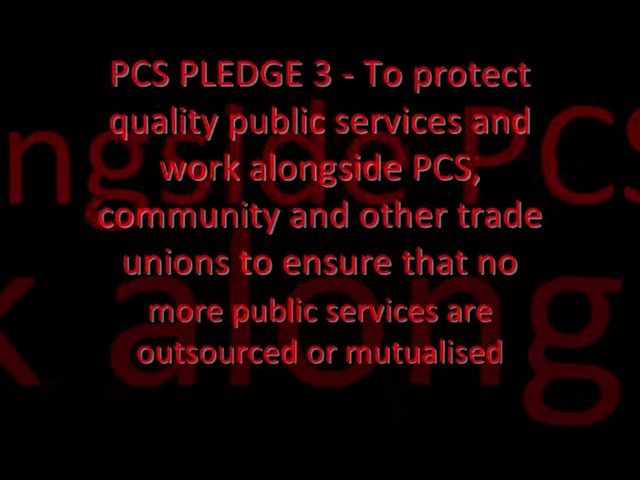 PCS PLEDGE 3 - To protect
quality public services and
work alongside PCS,
community and other trade
unions to ensure that no
more public services are
outsourced or mutualised